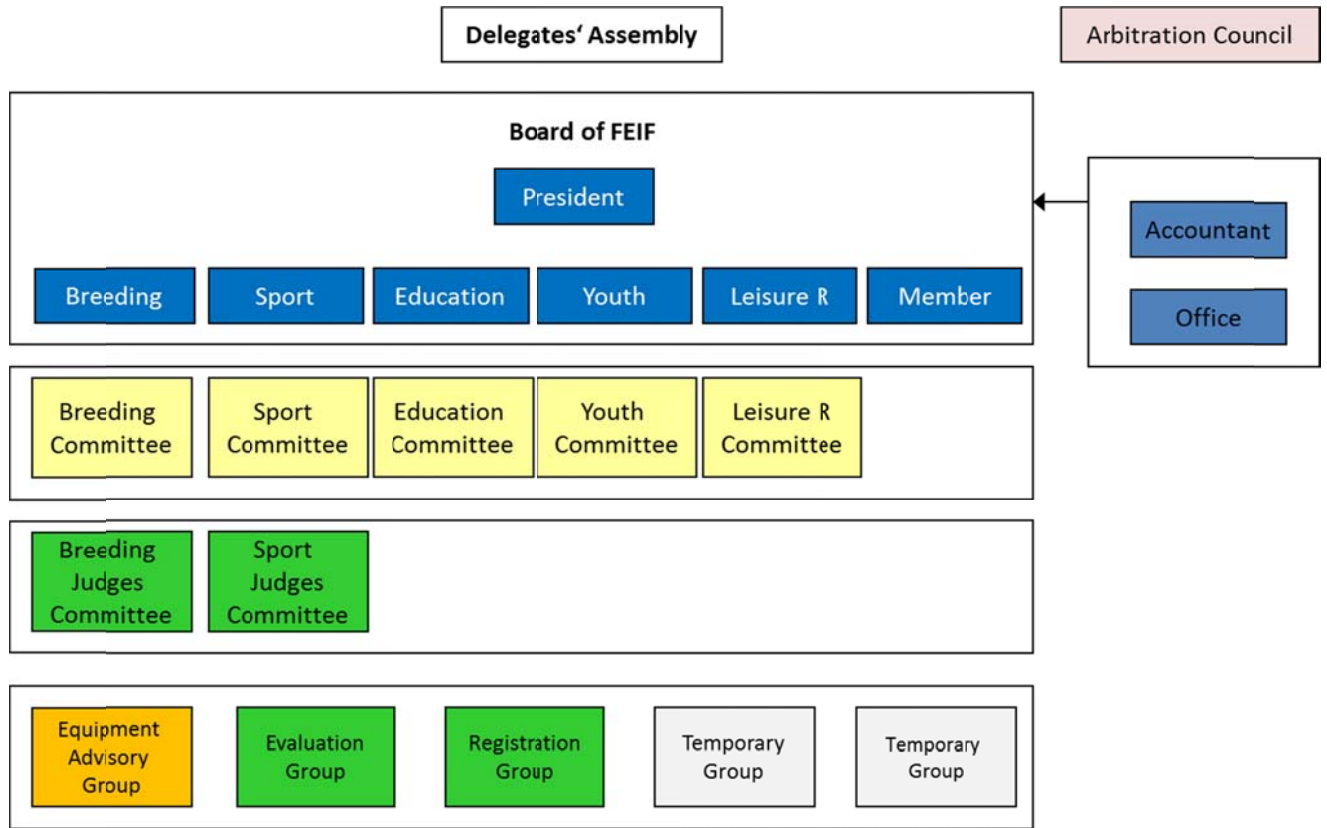 Delegates‘ Assembly
Arbitration Council
Board of FEIF
President
Accountant
Office
Breeding
Sport
Education
Youth
Leisure R
Member
Breeding
Committee
Sport
Committee
Education
Committee
Youth
Committee
Leisure R
Committee
Breeding
Judges
Committee
Sport
Judges
Committee
Equipment
Advisory
Group
Evaluation
Group
Registration
Group
Temporary
Group
Temporary
Group